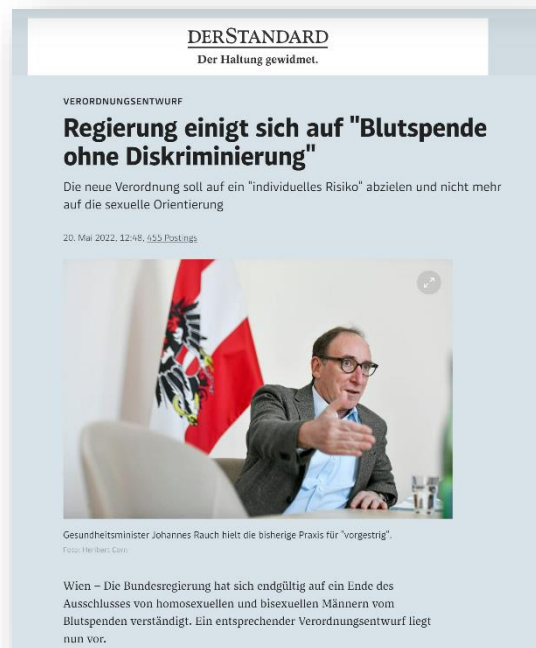 DERSTANDARD
Der Haltung gewidmet.
VERORDNUNGSENTWURF
Regierung einigt sich auf "Blutspende
ohne Diskriminierung"
Die neue Verordnung soll auf ein "individuelles Risiko" abzielen und nicht mehr
auf die sexuelle Orientierung
20. Mai 2022, 12:48, 455 Postings
Gesundheitsminister Johannes Rauch hielt die bisherige Praxis für "vorgestrig".
Foto: Heribert Corn
Wien – Die Bundesregierung hat sich endgültig auf ein Ende des
Ausschlusses von homosexuellen und bisexuellen Männern vom
Blutspenden verständigt. Ein entsprechender Verordnungsentwurf liegt
nun vor.